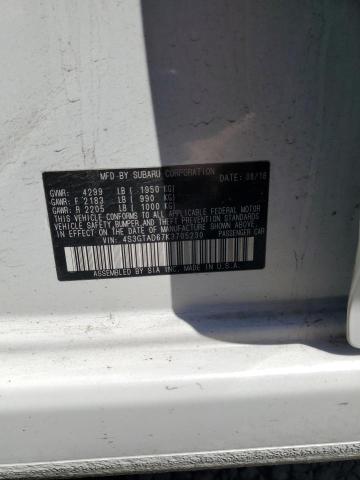 MFD-BY SUBARU CORPORATION DATE: 08/18
GVWR: 4299 LB ( 1950 KG)
GAWR: F 2183 LB ( 990 KG)
GAWR: R 2205 LB ( 1000 KG)
THIS VEHICLE CONFORMS TO ALL APPLICABLE FEDERAL MOTOR
VEHICLE SAFETY, BUMPER, AND THEFT PREVENTION STANDARDS
IN EFFECT ON THE DATE OF MANUFACTURE SHOWN ABOVE.
VIN: 4S3GTAD67K3705230 PASSENGER CAR
ASSEMBLED BY SIA INC. MADE IN U.S.A.